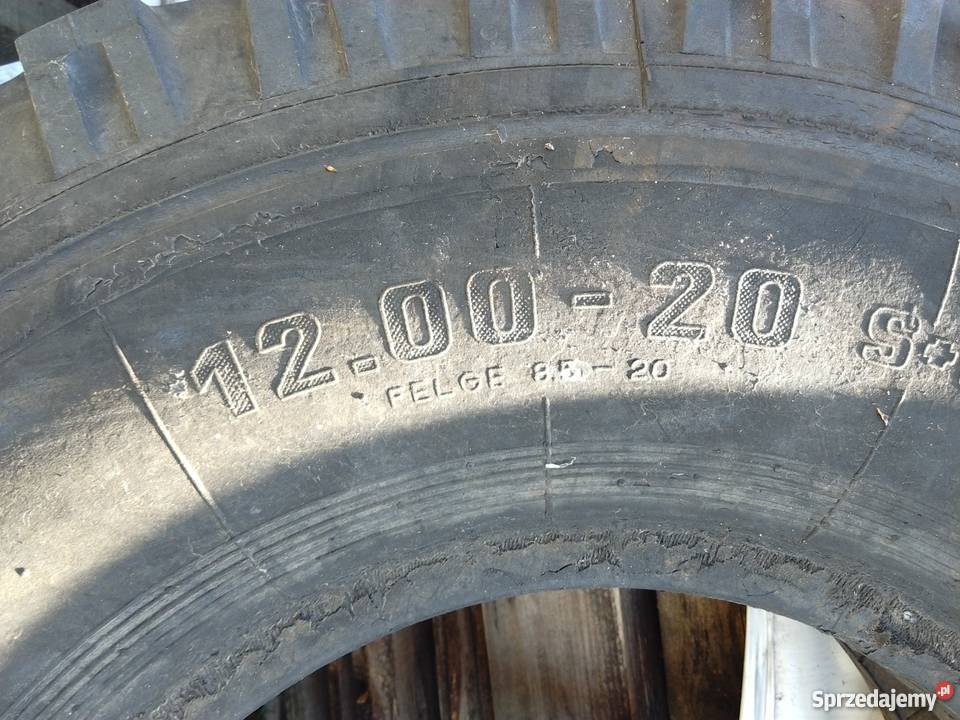 12.00-20 S+
FELGE 8.5-20
Sprzedajemy.pl